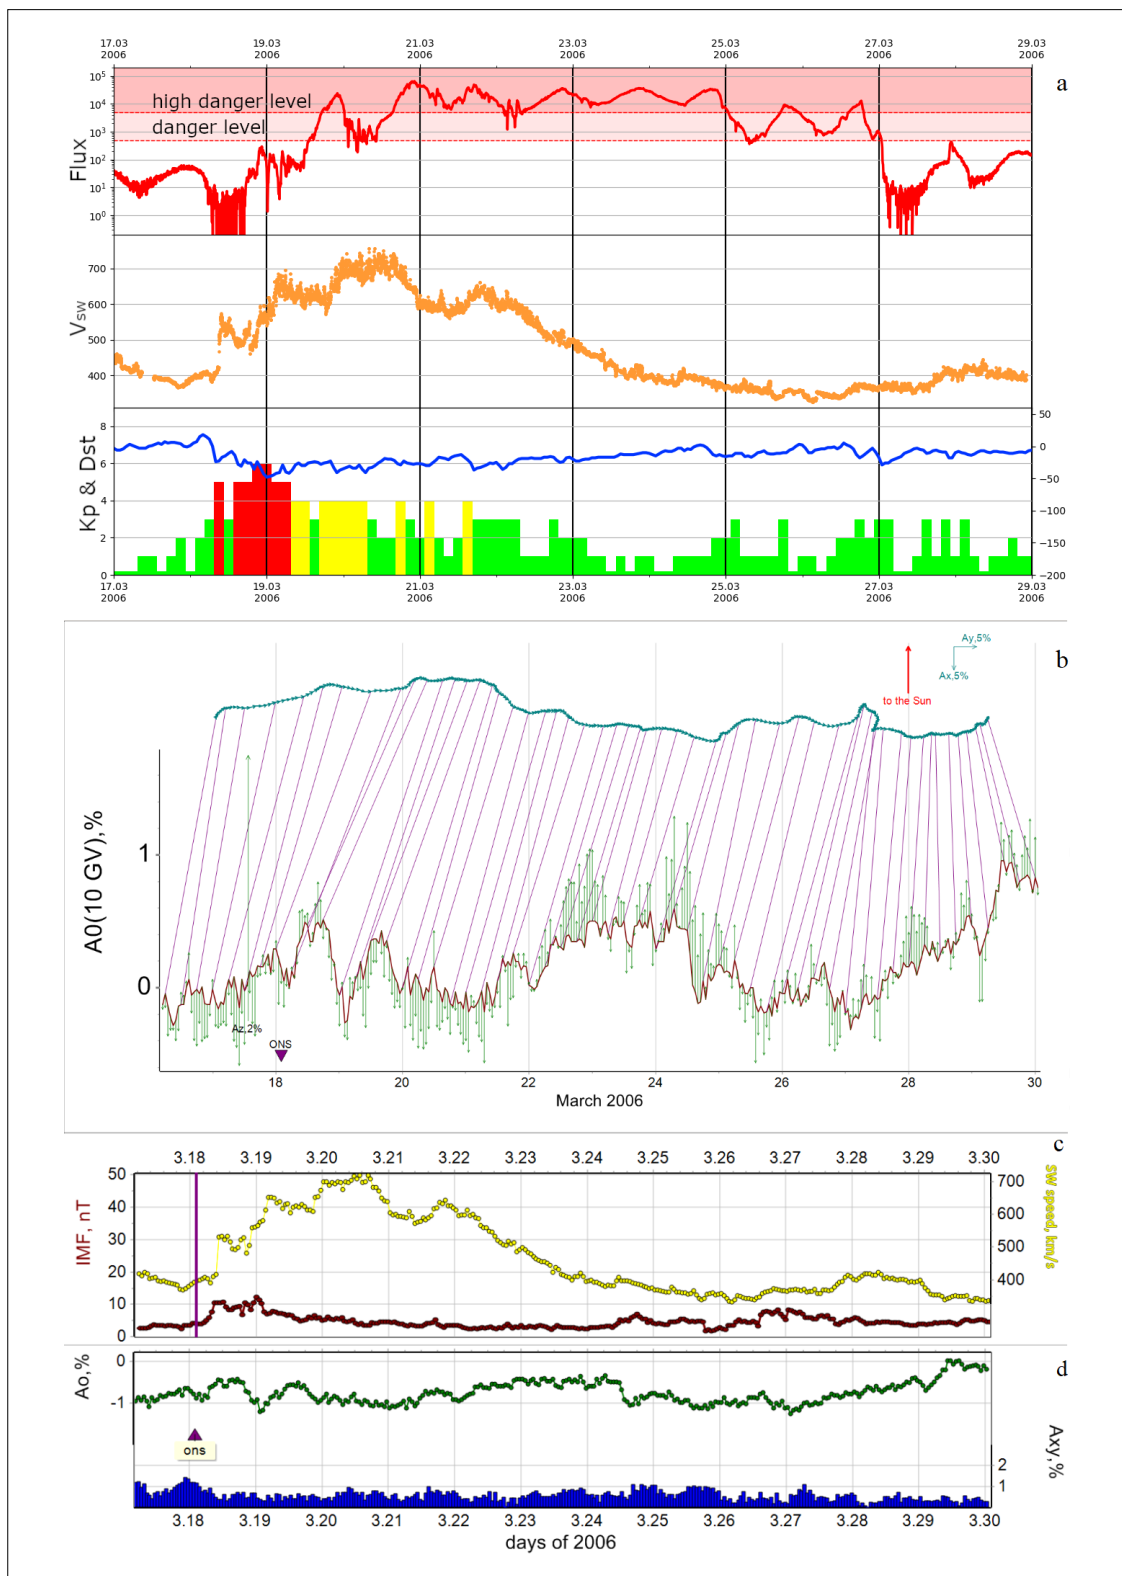 17.03 19.03 21.03 23.03 25.03 27.03 29.03
2006 2006 2006 2006 2006 2006 2006
a
10⁵
10⁴
10³
10²
10¹
10⁰
Flux
high danger level
danger level
700
600
500
400
Vsw
8
6
4
2
0
Kp & Dst
50
0
−50
−100
−150
−200
17.03 19.03 21.03 23.03 25.03 27.03 29.03
2006 2006 2006 2006 2006 2006 2006
b
Ay,5%
Ax,5%
to the Sun
A0(10 GV),%
1
0
Az,2%
ONS
18 20 22 24 26 28 30
March 2006
c
3.18 3.19 3.20 3.21 3.22 3.23 3.24 3.25 3.26 3.27 3.28 3.29 3.30
IMF, nT
50
40
30
20
10
0
700
600
500
400
SW speed, km/s
d
Ao,%
0
-1
ons
2
1
Axy,%
3.18 3.19 3.20 3.21 3.22 3.23 3.24 3.25 3.26 3.27 3.28 3.29 3.30
days of 2006